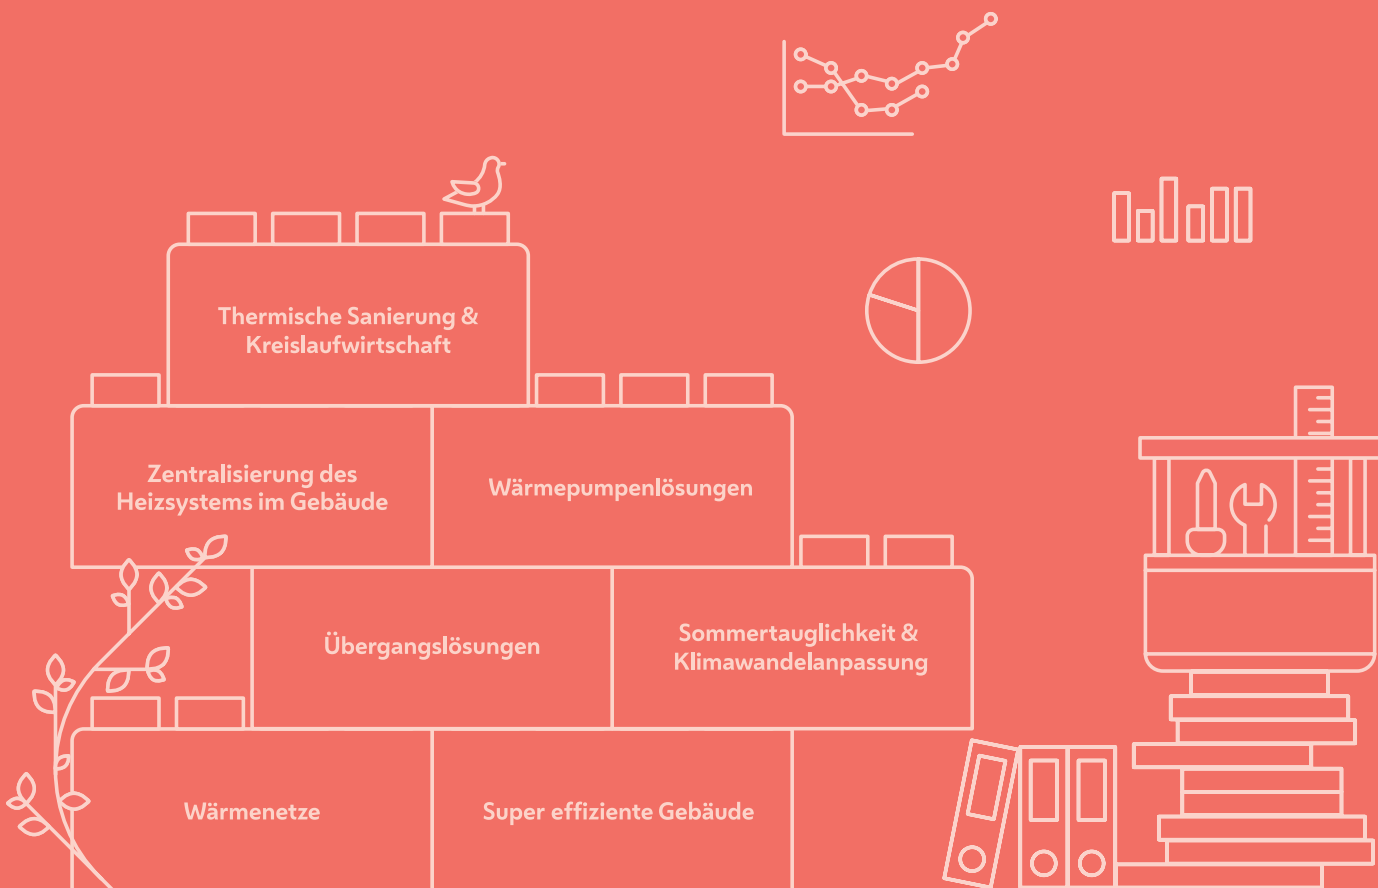 Thermische Sanierung &
Kreislaufwirtschaft
Zentralisierung des
Heizsystems im Gebäude
Wärmepumpenlösungen
Übergangslösungen
Sommertauglichkeit &
Klimawandelanpassung
Wärmenetze
Super effiziente Gebäude